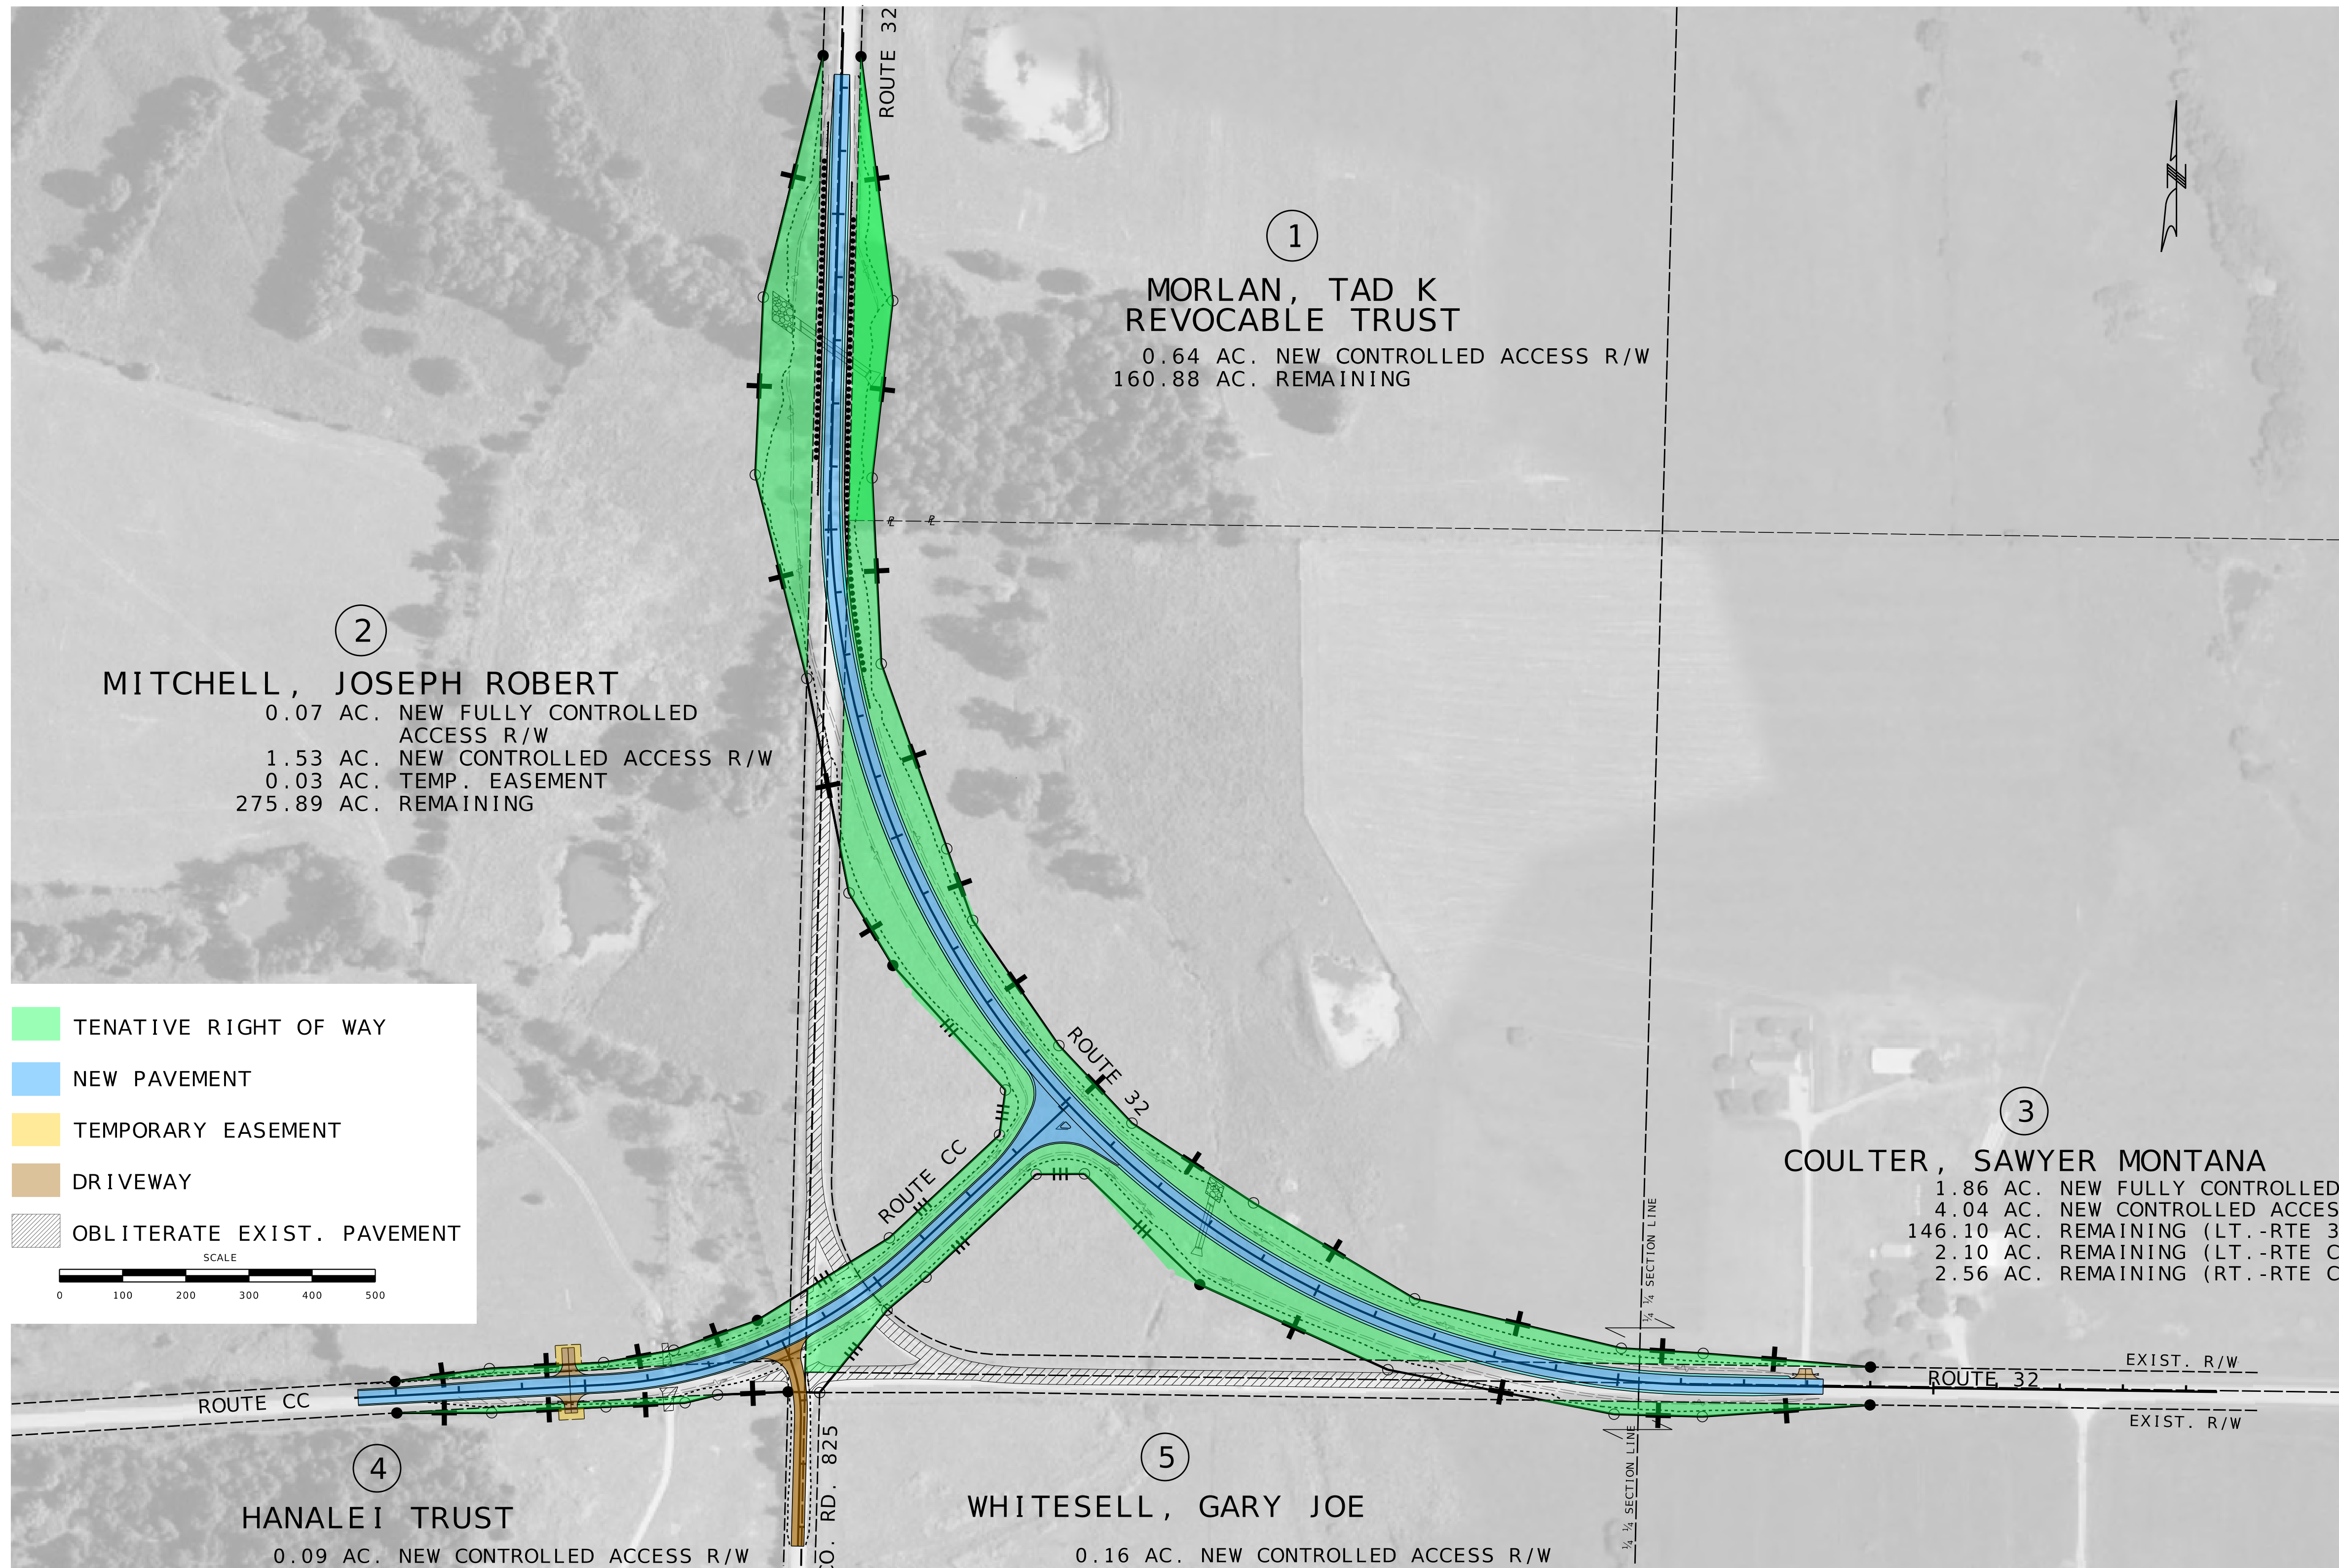 ROUTE 32
1
MORLAN, TAD K
REVOCABLE TRUST
0.64 AC. NEW CONTROLLED ACCESS R/W
160.88 AC. REMAINING
2
MITCHELL, JOSEPH ROBERT
0.07 AC. NEW FULLY CONTROLLED
ACCESS R/W
1.53 AC. NEW CONTROLLED ACCESS R/W
0.03 AC. TEMP. EASEMENT
275.89 AC. REMAINING
TENATIVE RIGHT OF WAY
NEW PAVEMENT
TEMPORARY EASEMENT
DRIVEWAY
OBLITERATE EXIST. PAVEMENT
SCALE
0 100 200 300 400 500
ROUTE 32
ROUTE CC
3
COULTER, SAWYER MONTANA
1.86 AC. NEW FULLY CONTROLLED
4.04 AC. NEW CONTROLLED ACCES
146.10 AC. REMAINING (LT.-RTE 3
2.10 AC. REMAINING (LT.-RTE C
2.56 AC. REMAINING (RT.-RTE C
¼ ¼ SECTION LINE
EXIST. R/W
ROUTE 32
EXIST. R/W
ROUTE CC
¼ ¼ SECTION LINE
CO. RD. 825
4
HANALEI TRUST
0.09 AC. NEW CONTROLLED ACCESS R/W
5
WHITESELL, GARY JOE
0.16 AC. NEW CONTROLLED ACCESS R/W